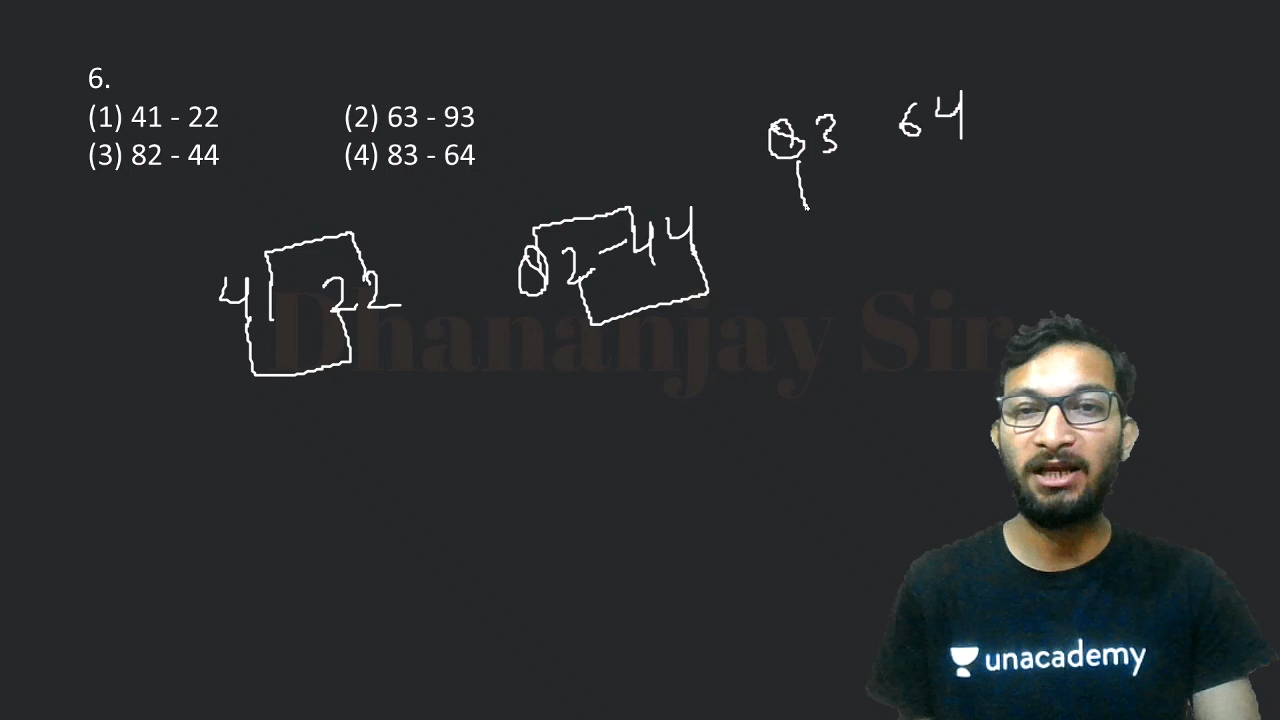 6.
(1) 41 - 22 (2) 63 - 93
(3) 82 - 44 (4) 83 - 64
83 64
41 22
82 - 44
Dhananjay Sir
unacademy